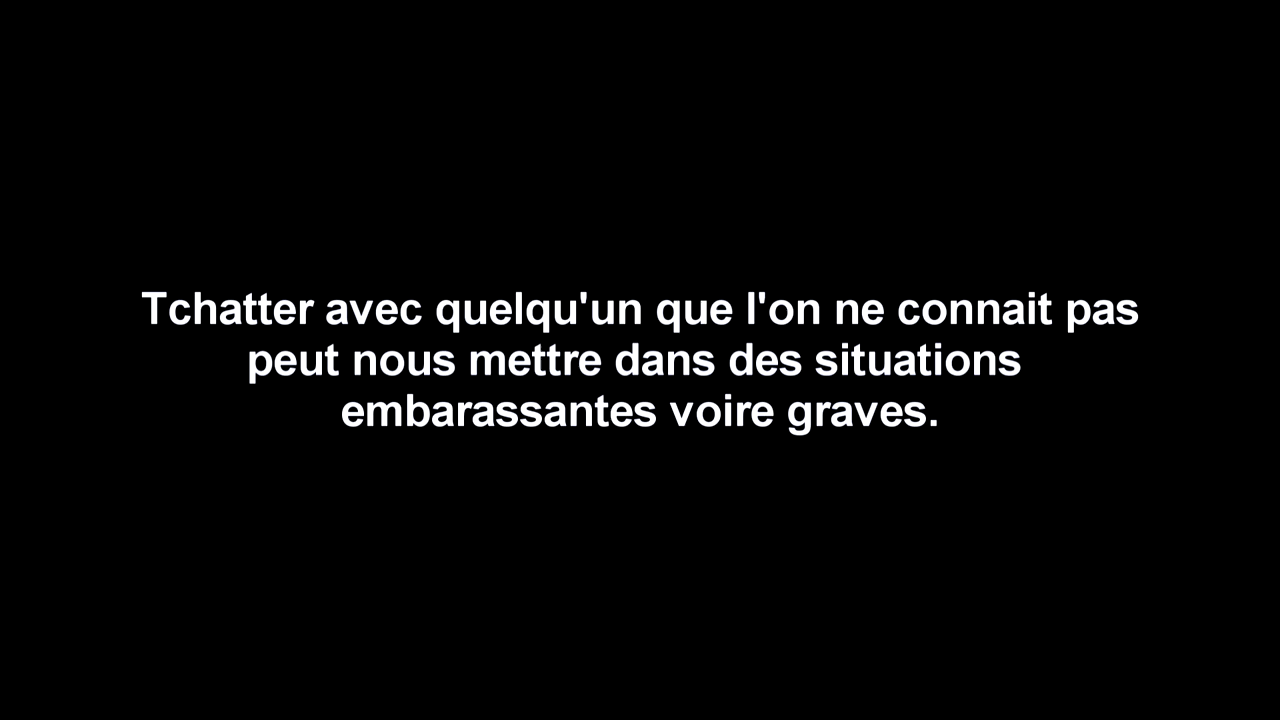 Tchatter avec quelqu'un que l'on ne connait pas
peut nous mettre dans des situations
embarassantes voire graves.